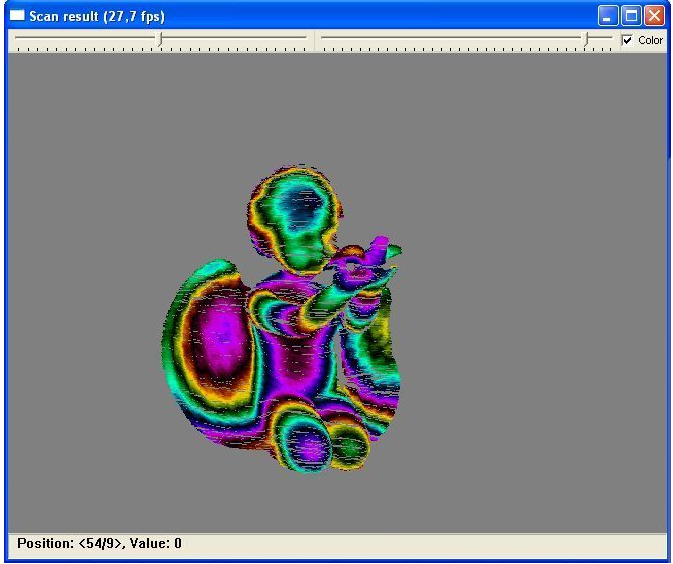 Scan result (27,7 fps)
Color
Position: <54/9>, Value: 0